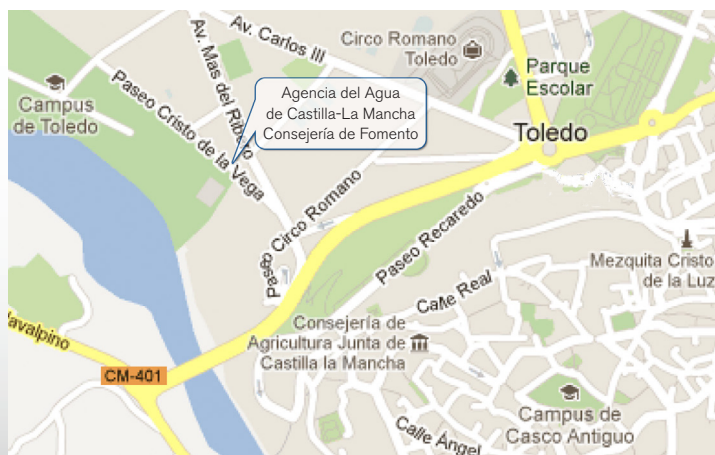 Av. Carlos III
Circo Romano
Toledo
Av. Mas del Ribero
Parque
Escolar
Campus
de Toledo
Paseo Cristo de la Vega
Agencia del Agua
de Castilla-La Mancha
Consejería de Fomento
Toledo
Paseo Circo Romano
Paseo Recaredo
Mezquita Cristo
de la Luz
Calle Real
Consejería de
Agricultura Junta de
Castilla la Mancha
Navalpino
CM-401
Campus de
Casco Antiguo
Calle Ángel